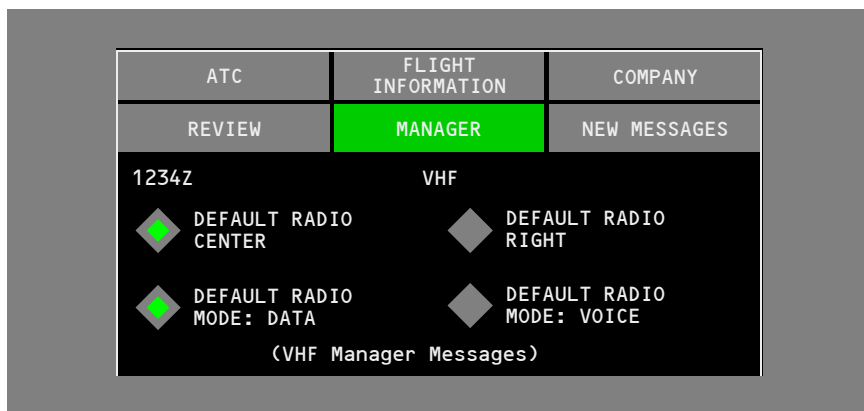 ATC
FLIGHT
INFORMATION
COMPANY
REVIEW
MANAGER
NEW MESSAGES
1234Z
VHF
DEFAULT RADIO
CENTER
DEFAULT RADIO
RIGHT
DEFAULT RADIO
MODE: DATA
DEFAULT RADIO
MODE: VOICE
(VHF Manager Messages)